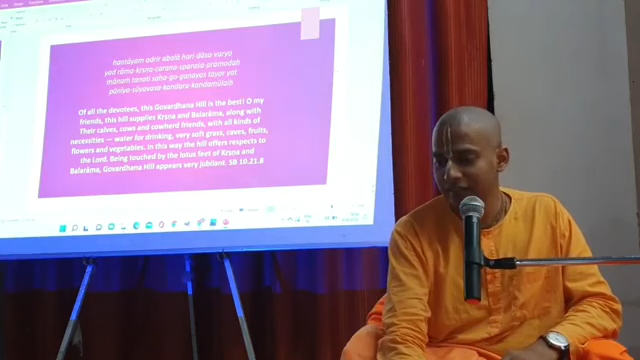 hantāyam adrir abalā hari-dāsa-varyo
yad rāma-kṛṣṇa-caraṇa-sparaśa-pramodaḥ
mānaṁ tanoti saha-go-gaṇayos tayor yat
pānīya-sūyavasa-kandara-kandamūlaiḥ
Of all the devotees, this Govardhana Hill is the best! O my
friends, this hill supplies Kṛṣṇa and Balarāma, along with
Their calves, cows and cowherd friends, with all kinds of
necessities — water for drinking, very soft grass, caves, fruits,
flowers and vegetables. In this way the hill offers respects to
the Lord. Being touched by the lotus feet of Kṛṣṇa and
Balarāma, Govardhana Hill appears very jubilant. SB 10.21.8